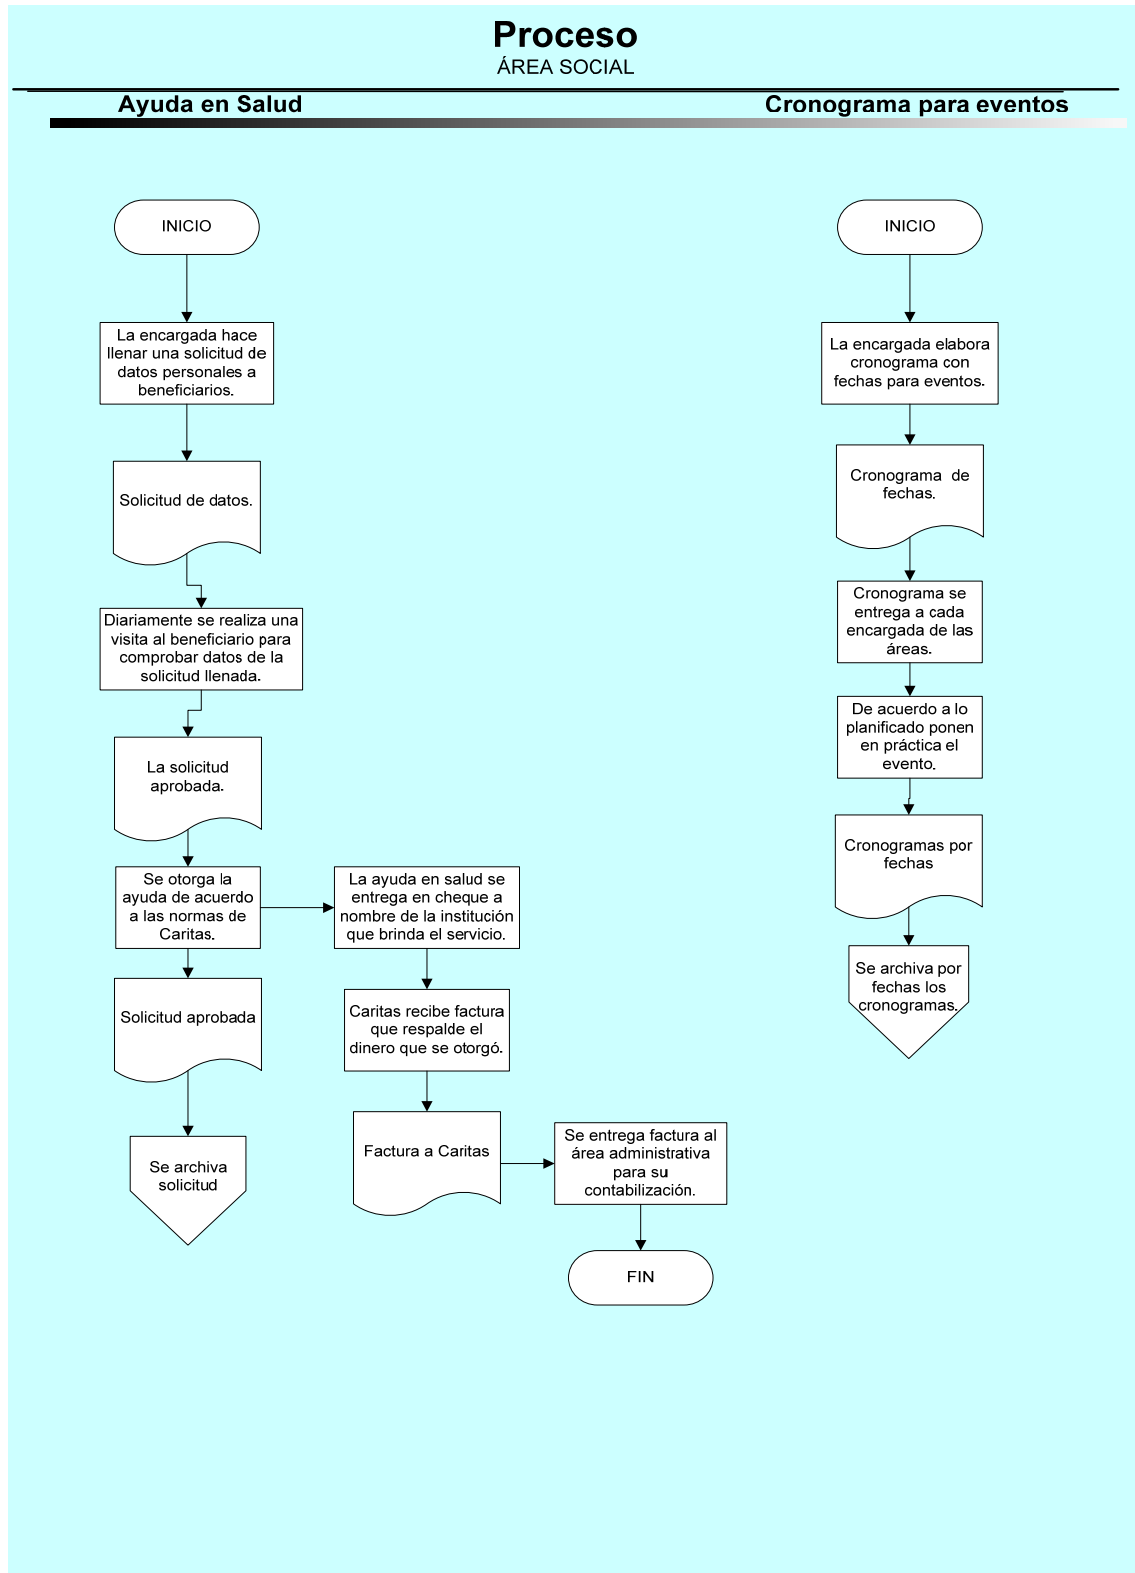 Proceso
ÁREA SOCIAL
Ayuda en Salud
Cronograma para eventos
INICIO
La encargada hace
llenar una solicitud de
datos personales a
beneficiarios.
Solicitud de datos.
Diariamente se realiza una
visita al beneficiario para
comprobar datos de la
solicitud llenada.
La solicitud
aprobada.
Se otorga la
ayuda de acuerdo
a las normas de
Caritas.
Solicitud aprobada
Se archiva
solicitud
La ayuda en salud se
entrega en cheque a
nombre de la institución
que brinda el servicio.
Caritas recibe factura
que respalde el
dinero que se otorgó.
Factura a Caritas
Se entrega factura al
área administrativa
para su
contabilización.
FIN
INICIO
La encargada elabora
cronograma con
fechas para eventos.
Cronograma de
fechas.
Cronograma se
entrega a cada
encargada de las
áreas.
De acuerdo a lo
planificado ponen
en práctica el
evento.
Cronogramas por
fechas
Se archiva por
fechas los
cronogramas.